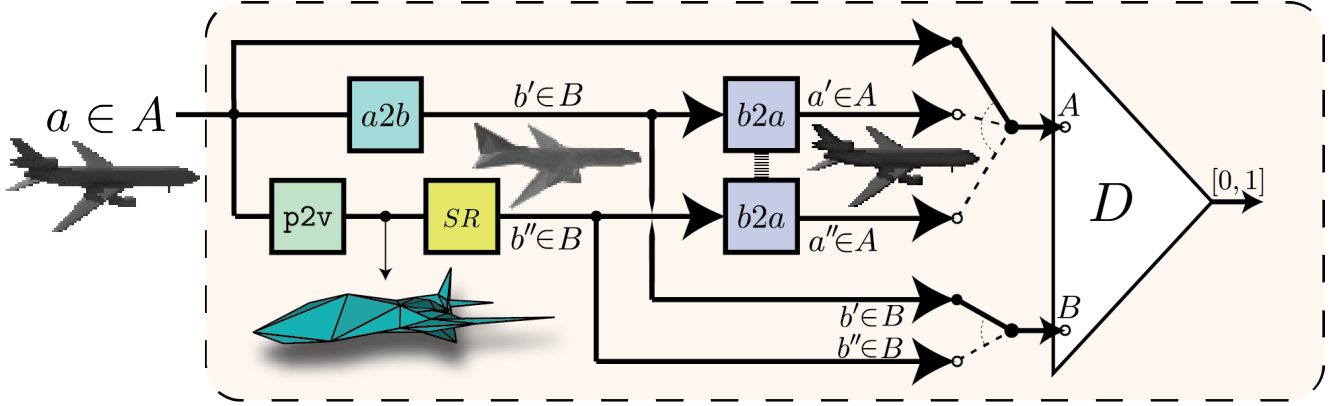 a ∈ A
a2b
b′∈B
b2a
a′∈A
A
p2v
SR
b″∈B
b2a
a″∈A
D
[0, 1]
b′∈B
b″∈B
B